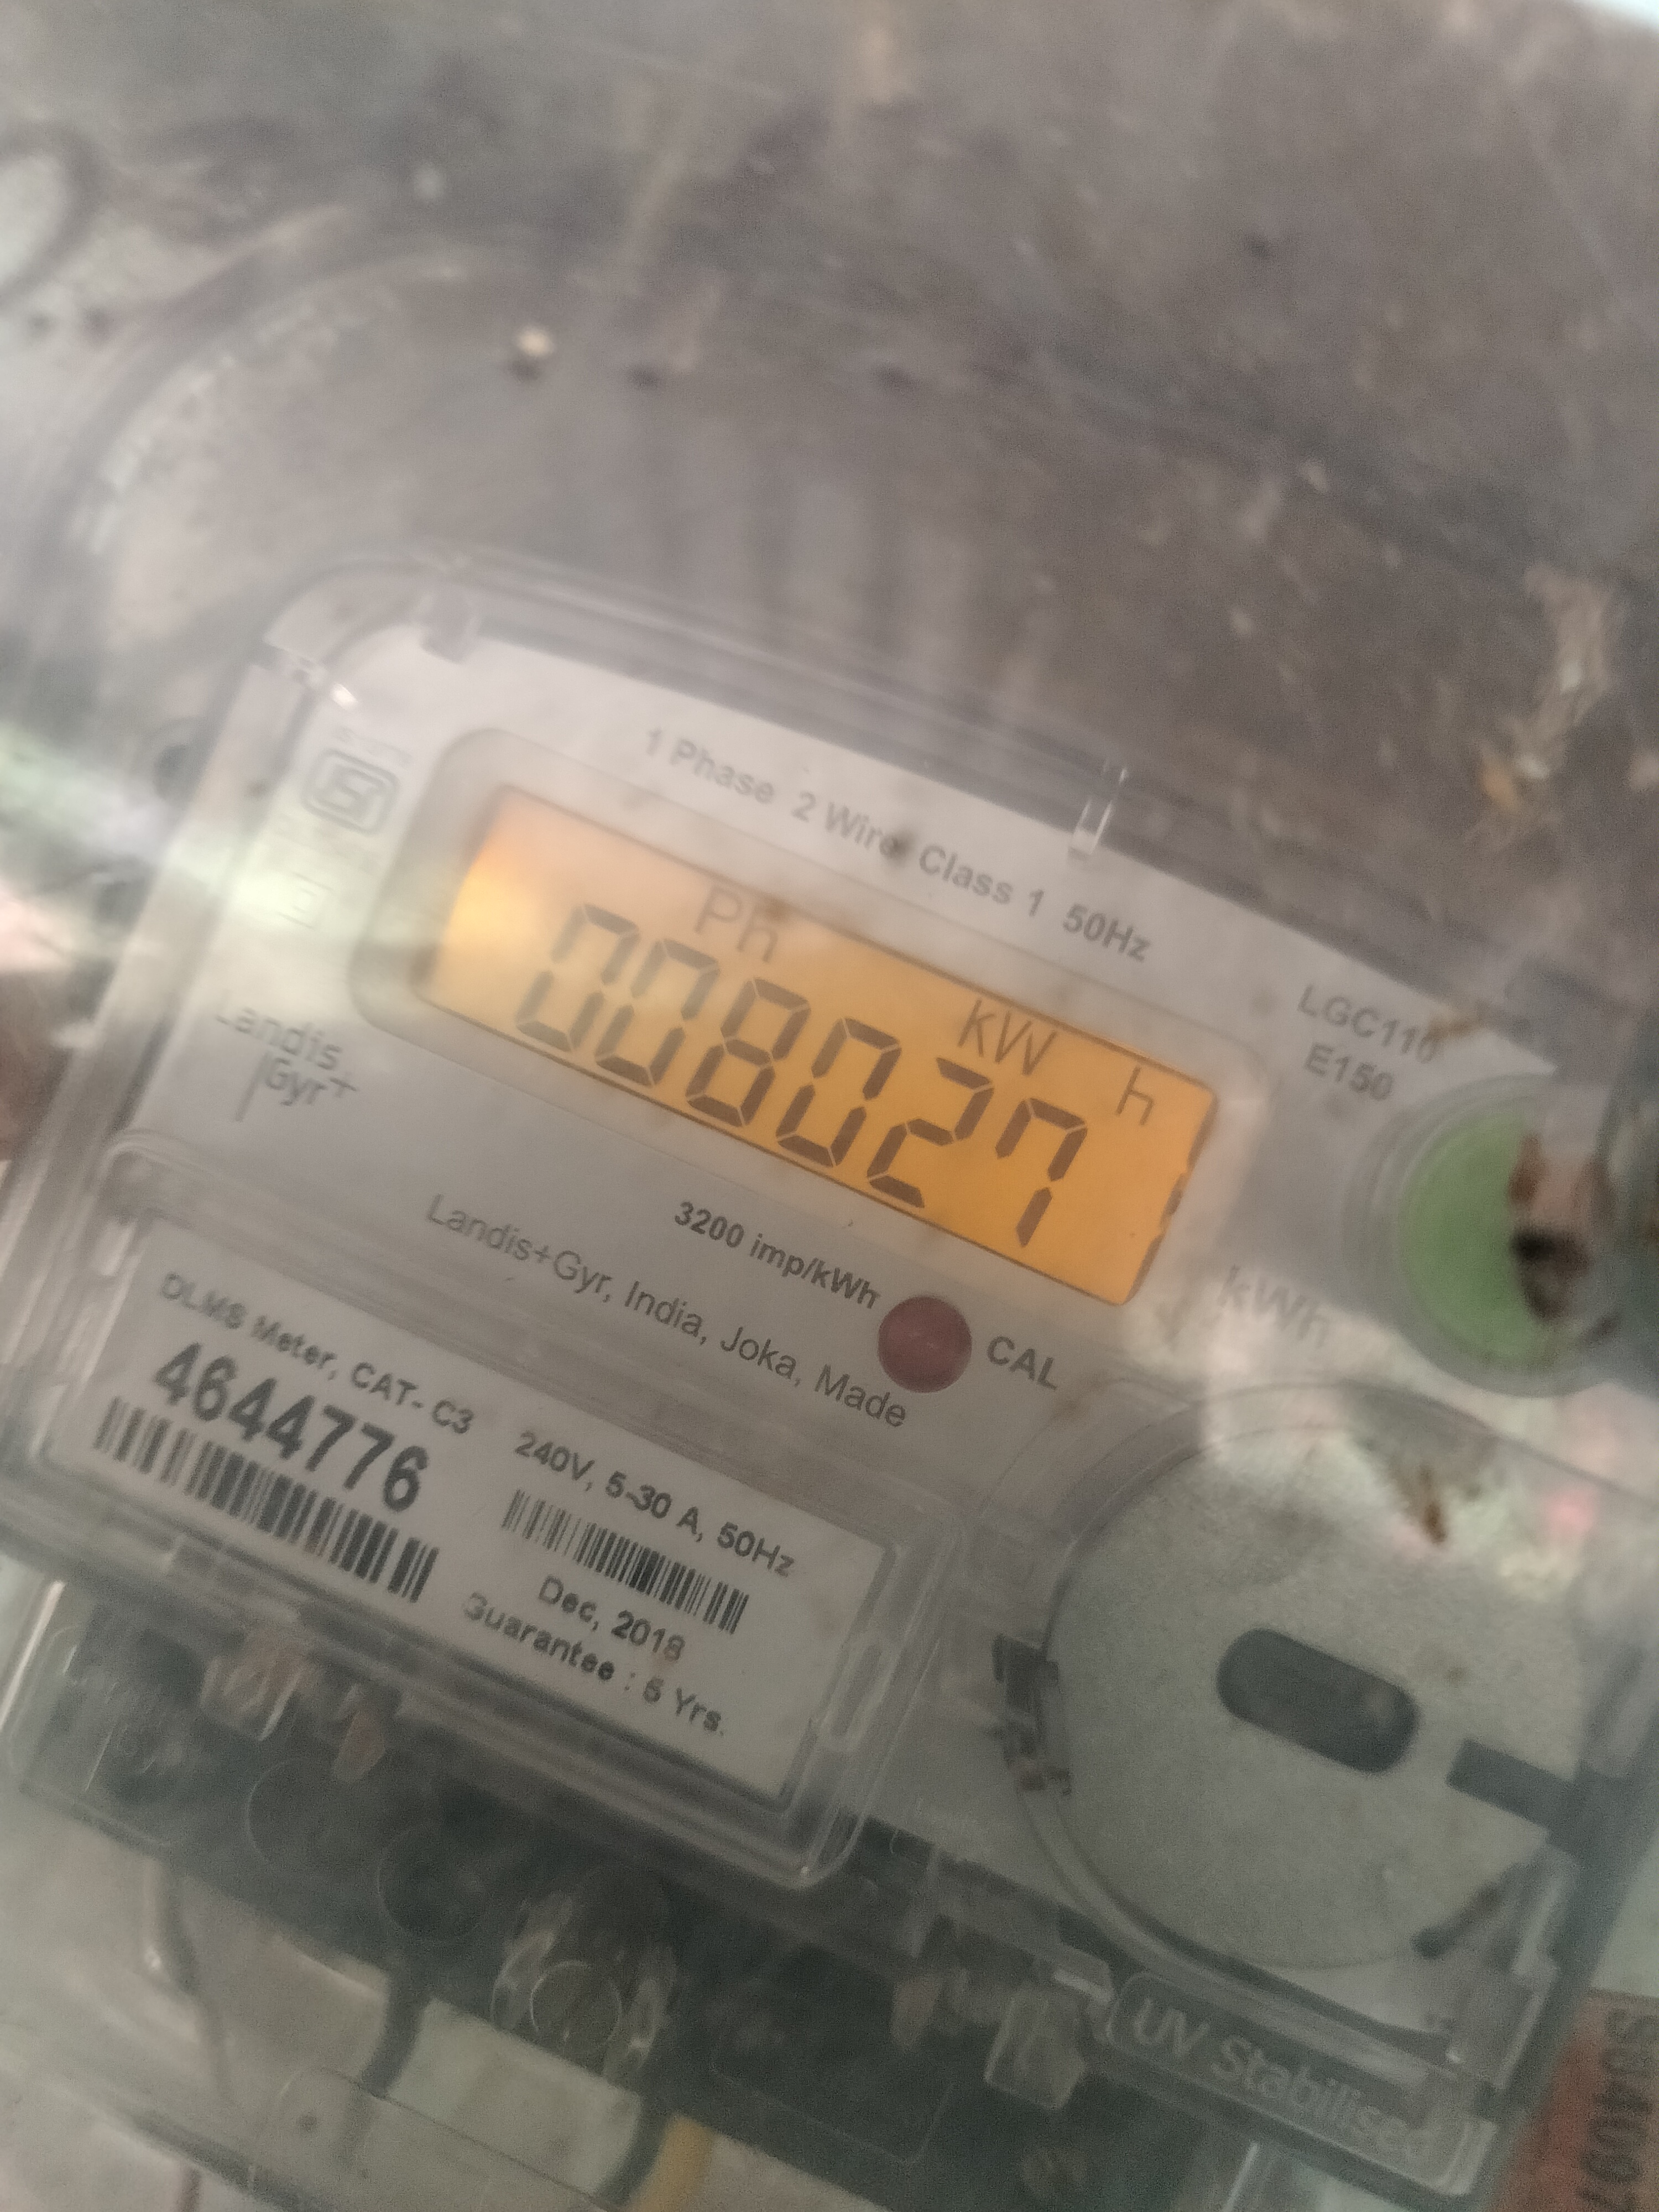 1 Phase 2 Wire Class 1 50Hz
LGC110
E150
Ph
kW h
008027
Landis
Gyr+
3200 imp/kWh
CAL
kWh
Landis+Gyr, India, Joka, Made
DLMS Meter, CAT- C3
4644776
240V, 5-30 A, 50Hz
Dec, 2018
Guarantee : 5 Yrs.
UV Stabilised